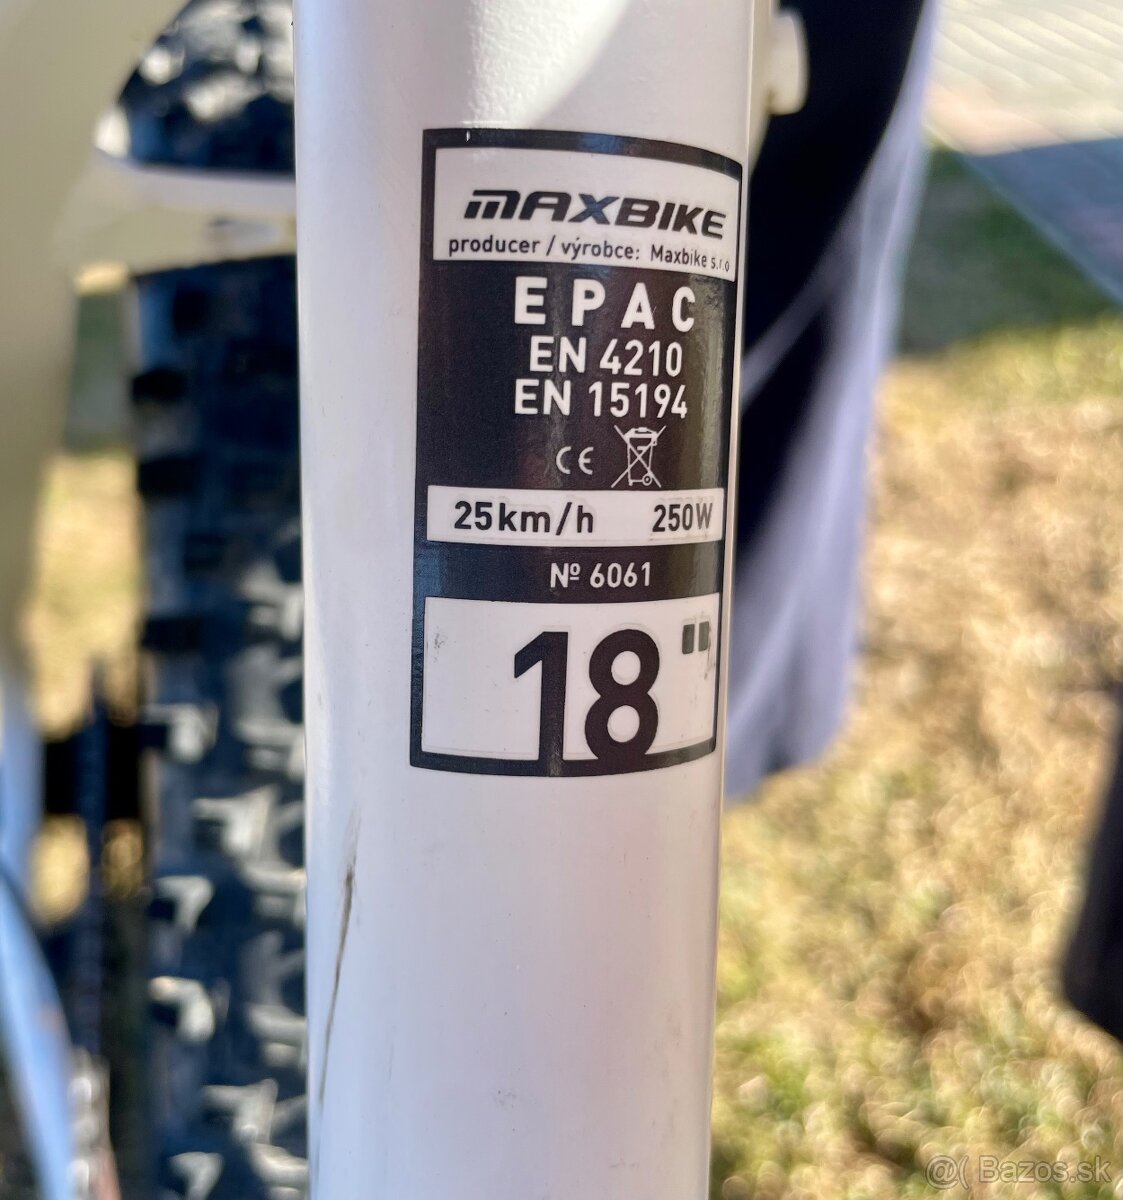 MAXBIKE
producer / výrobce: Maxbike s.r.o
EPAC
EN 4210
EN 15194
CE
25km/h 250W
Nº 6061
18"
@( Bazos.sk